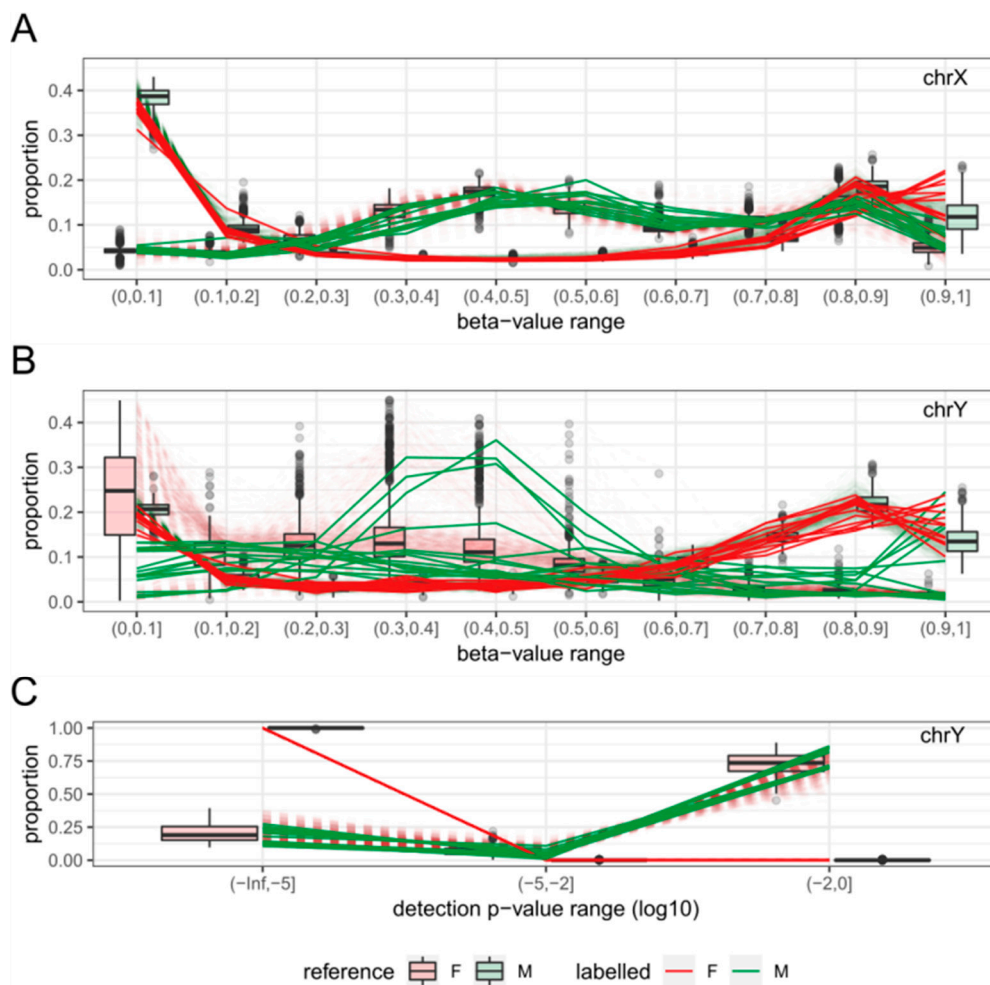 A
chrX
proportion
0.4
0.3
0.2
0.1
0.0
(0,0.1] (0.1,0.2] (0.2,0.3] (0.3,0.4] (0.4,0.5] (0.5,0.6] (0.6,0.7] (0.7,0.8] (0.8,0.9] (0.9,1]
beta-value range
B
chrY
proportion
0.4
0.3
0.2
0.1
0.0
(0,0.1] (0.1,0.2] (0.2,0.3] (0.3,0.4] (0.4,0.5] (0.5,0.6] (0.6,0.7] (0.7,0.8] (0.8,0.9] (0.9,1]
beta-value range
C
chrY
proportion
1.00
0.75
0.50
0.25
0.00
(−Inf,−5] (−5,−2] (−2,0]
detection p−value range (log10)
reference F M labelled F M